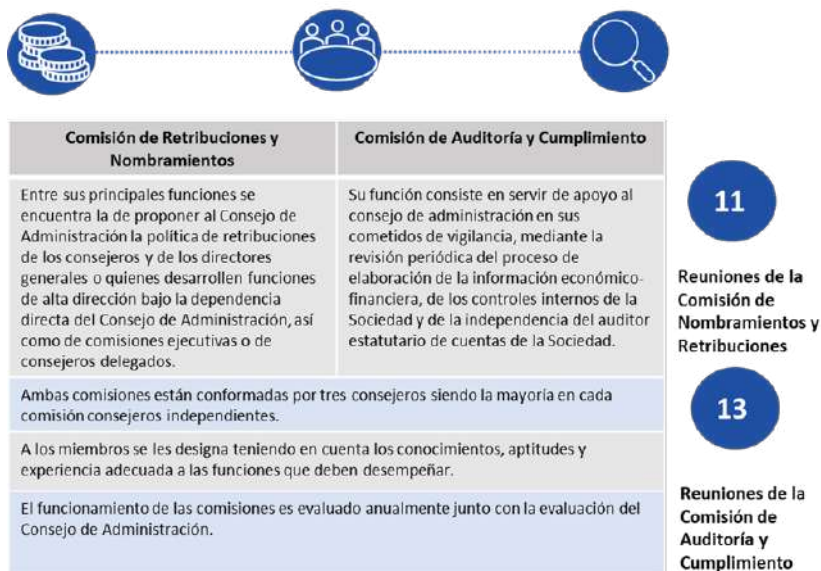 Comisión de Retribuciones y
Nombramientos
Comisión de Auditoría y Cumplimiento
Entre sus principales funciones se
encuentra la de proponer al Consejo de
Administración la política de retribuciones
de los consejeros y de los directores
generales o quienes desarrollen funciones
de alta dirección bajo la dependencia
directa del Consejo de Administración, así
como de comisiones ejecutivas o de
consejeros delegados.
Su función consiste en servir de apoyo al
consejo de administración en sus
cometidos de vigilancia, mediante la
revisión periódica del proceso de
elaboración de la información económico-
financiera, de los controles internos de la
Sociedad y de la independencia del auditor
estatutario de cuentas de la Sociedad.
Ambas comisiones están conformadas por tres consejeros siendo la mayoría en cada
comisión consejeros independientes.
A los miembros se les designa teniendo en cuenta los conocimientos, aptitudes y
experiencia adecuada a las funciones que deben desempeñar.
El funcionamiento de las comisiones es evaluado anualmente junto con la evaluación del
Consejo de Administración.
11
Reuniones de la
Comisión de
Nombramientos y
Retribuciones
13
Reuniones de la
Comisión de
Auditoría y
Cumplimiento